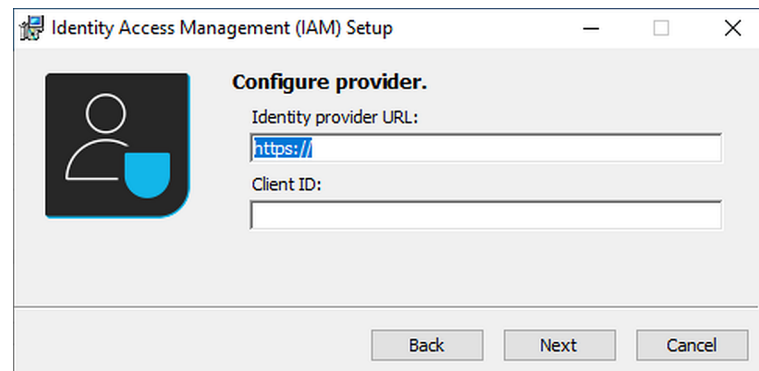 Identity Access Management (IAM) Setup
Configure provider.
Identity provider URL:
https://
Client ID:
Back Next Cancel